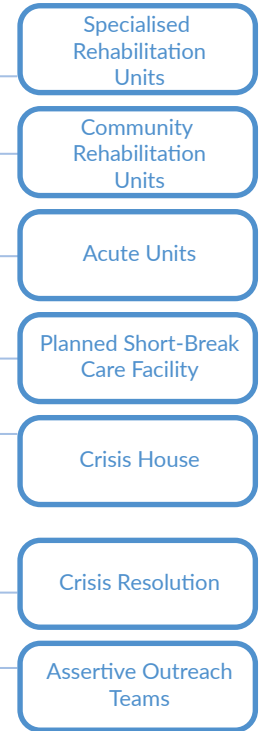 Specialised
Rehabilitation
Units
Community
Rehabilitation
Units
Acute Units
Planned Short-Break
Care Facility
Crisis House
Crisis Resolution
Assertive Outreach
Teams